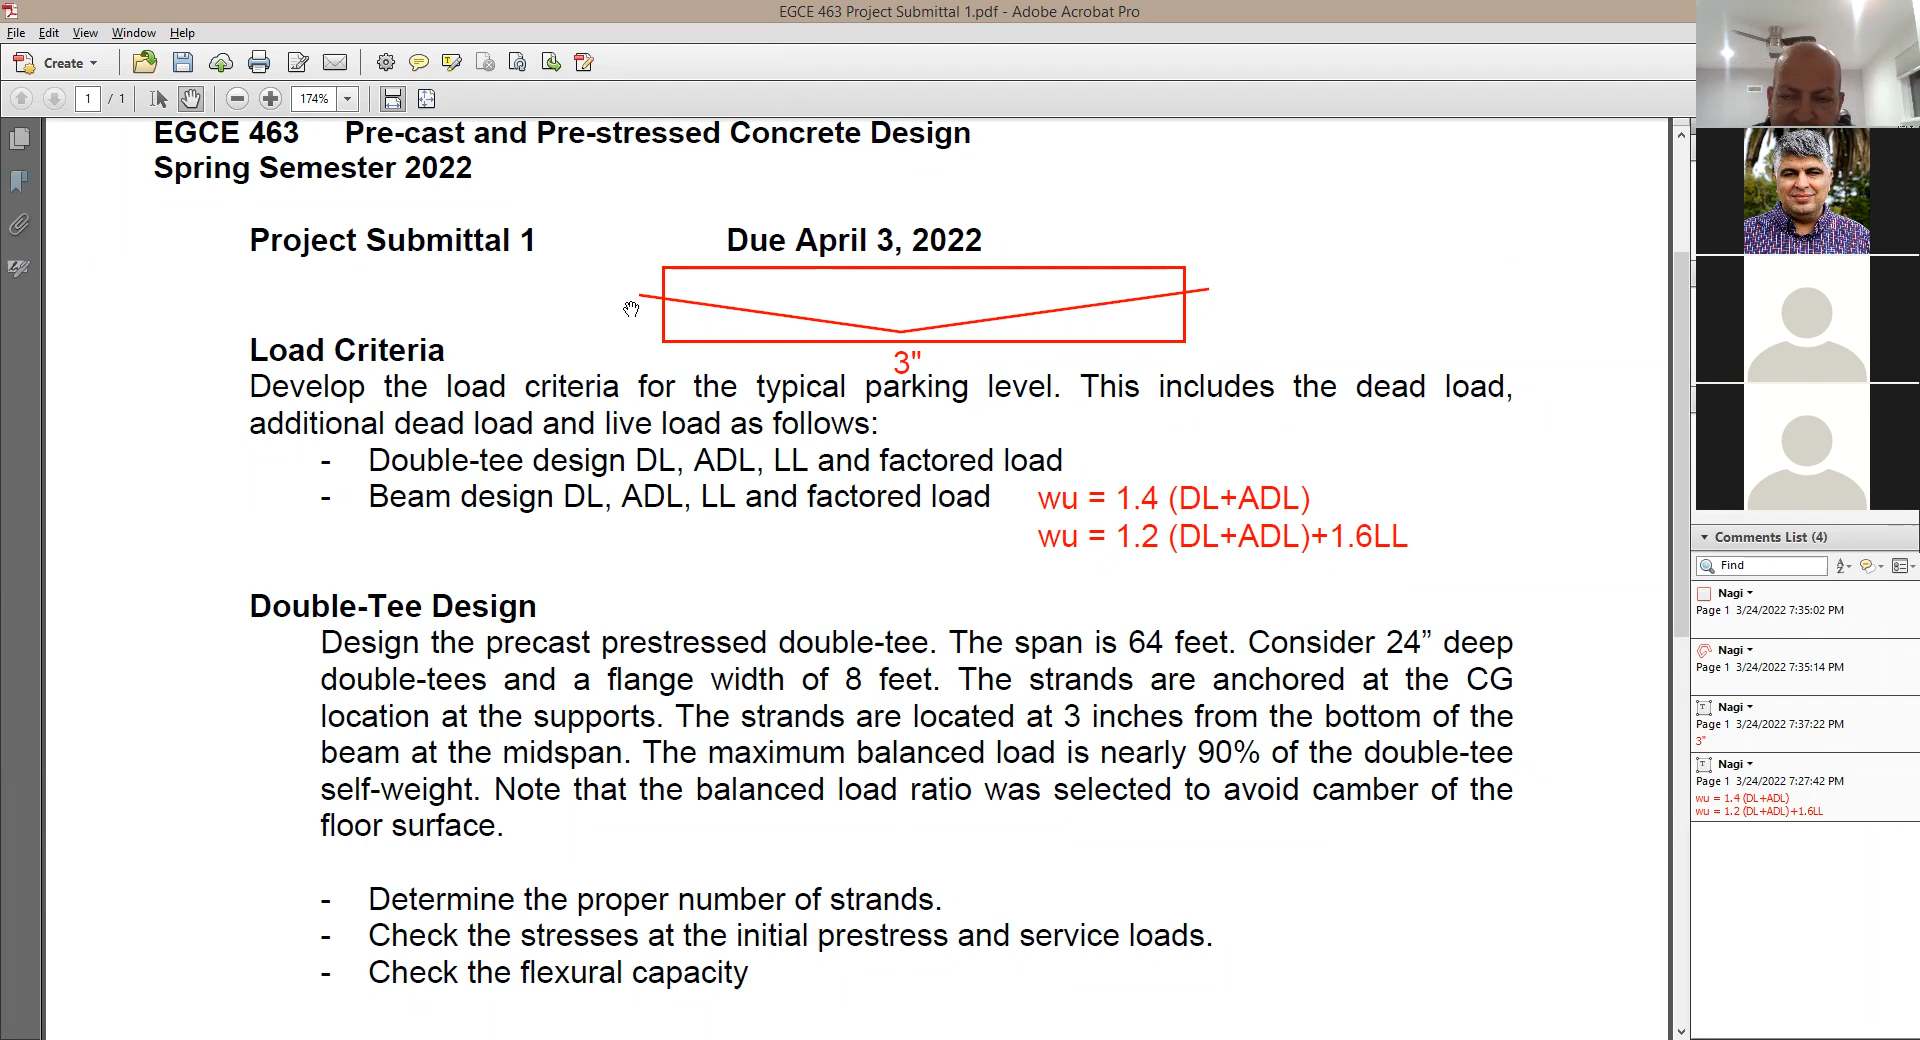 EGCE 463 Project Submittal 1.pdf - Adobe Acrobat Pro
File Edit View Window Help
Create
1 / 1 174%
EGCE 463 Pre-cast and Pre-stressed Concrete Design
Spring Semester 2022
Project Submittal 1 Due April 3, 2022
3"
Load Criteria
Develop the load criteria for the typical parking level. This includes the dead load,
additional dead load and live load as follows:
- Double-tee design DL, ADL, LL and factored load
- Beam design DL, ADL, LL and factored load
wu = 1.4 (DL+ADL)
wu = 1.2 (DL+ADL)+1.6LL
Double-Tee Design
Design the precast prestressed double-tee. The span is 64 feet. Consider 24” deep
double-tees and a flange width of 8 feet. The strands are anchored at the CG
location at the supports. The strands are located at 3 inches from the bottom of the
beam at the midspan. The maximum balanced load is nearly 90% of the double-tee
self-weight. Note that the balanced load ratio was selected to avoid camber of the
floor surface.
- Determine the proper number of strands.
- Check the stresses at the initial prestress and service loads.
- Check the flexural capacity
Comments List (4)
Find
Nagi
Page 1 3/24/2022 7:35:02 PM
Nagi
Page 1 3/24/2022 7:35:14 PM
Nagi
Page 1 3/24/2022 7:37:22 PM
3"
Nagi
Page 1 3/24/2022 7:27:42 PM
wu = 1.4 (DL+ADL)
wu = 1.2 (DL+ADL)+1.6LL